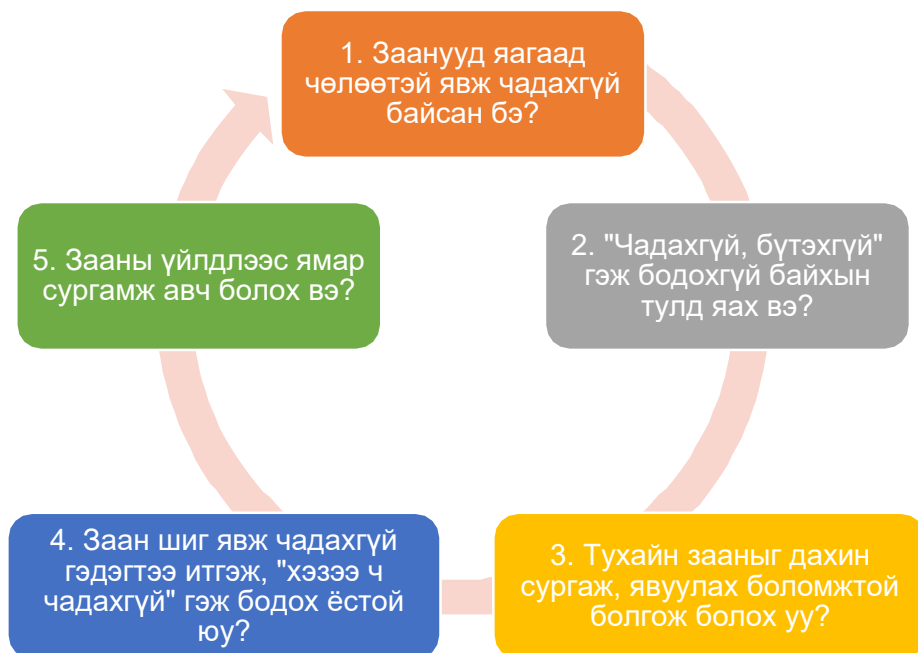 1. Заанууд яагаад
чөлөөтэй явж чадахгүй
байсан бэ?
2. "Чадахгүй, бүтэхгүй"
гэж бодохгүй байхын
тулд яах вэ?
3. Тухайн зааныг дахин
сургаж, явуулах боломжтой
болгож болох уу?
4. Заан шиг явж чадахгүй
гэдэгтээ итгэж, "хэзээ ч
чадахгүй" гэж бодох ёстой
юу?
5. Зааны үйлдлээс ямар
сургамж авч болох вэ?